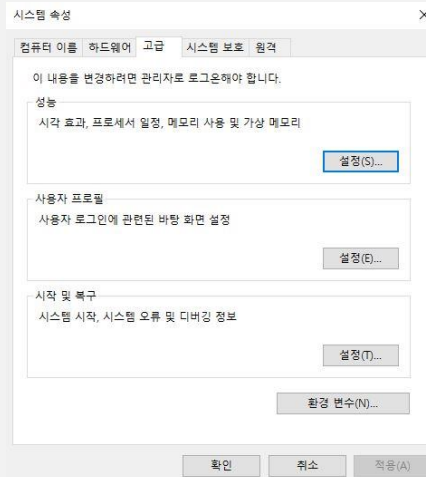 시스템 속성
컴퓨터 이름 하드웨어 고급 시스템 보호 원격
이 내용을 변경하려면 관리자로 로그온해야 합니다.
성능
시각 효과, 프로세서 일정, 메모리 사용 및 가상 메모리
설정(S)...
사용자 프로필
사용자 로그인에 관련된 바탕 화면 설정
설정(E)...
시작 및 복구
시스템 시작, 시스템 오류 및 디버깅 정보
설정(T)...
환경 변수(N)...
확인 취소 적용(A)